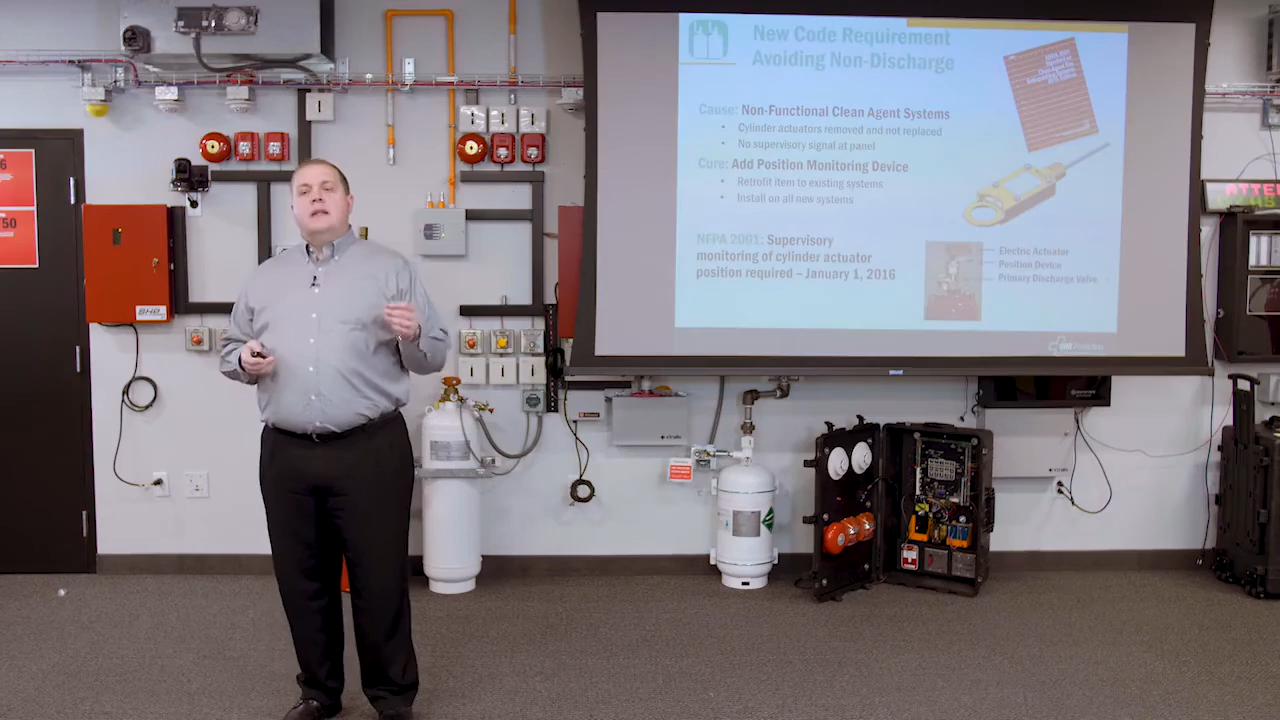 New Code Requirement
Avoiding Non-Discharge
Cause: Non-Functional Clean Agent Systems
• Cylinder actuators removed and not replaced
• No supervisory signal at panel
Cure: Add Position Monitoring Device
• Retrofit item to existing systems
• Install on all new systems
NFPA 2001: Supervisory
monitoring of cylinder actuator
position required – January 1, 2016
Electric Actuator
Position Device
Primary Discharge Valve
50